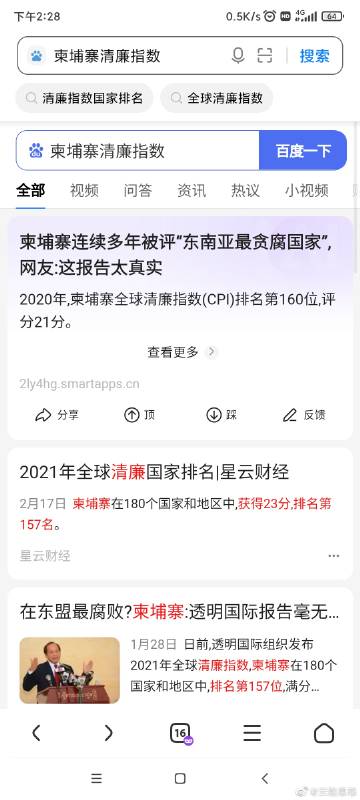 下午2:28 0.5K/s HD 4G 64
柬埔寨清廉指数 搜索
清廉指数国家排名 全球清廉指数
柬埔寨清廉指数 百度一下
全部 视频 问答 资讯 热议 小视频
柬埔寨连续多年被评“东南亚最贪腐国家”,
网友:这报告太真实
2020年,柬埔寨全球清廉指数(CPI)排名第160位,评
分21分。
查看更多
2ly4hg.smartapps.cn
分享 顶 踩 反馈
2021年全球清廉国家排名|星云财经
2月17日 柬埔寨在180个国家和地区中,获得23分,排名第
157名。
星云财经
在东盟最腐败?柬埔寨:透明国际报告毫无...
1月28日 日前,透明国际组织发布
2021年全球清廉指数,柬埔寨在180个
国家和地区中,排名第157位,满分...
16